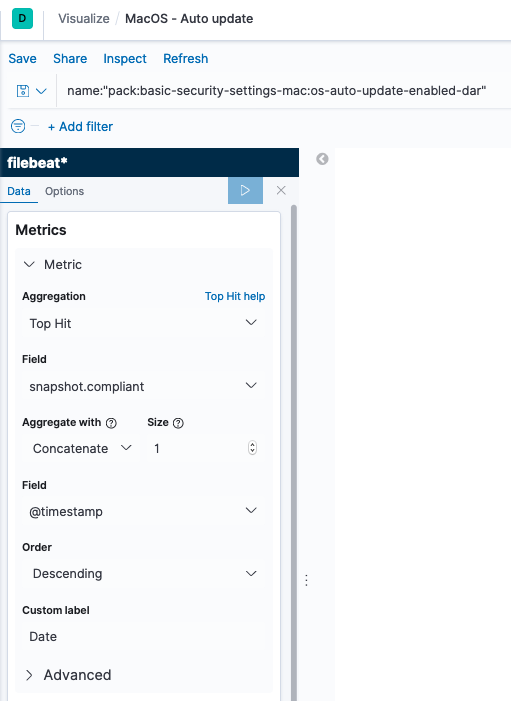 D Visualize / MacOS - Auto update
Save Share Inspect Refresh
name:"pack:basic-security-settings-mac:os-auto-update-enabled-dar"
+ Add filter
filebeat*
Data Options
Metrics
Metric
Aggregation Top Hit help
Top Hit
Field
snapshot.compliant
Aggregate with Size
Concatenate 1
Field
@timestamp
Order
Descending
Custom label
Date
Advanced